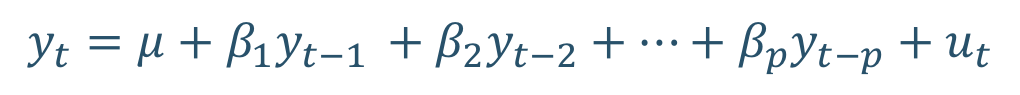 yₜ = μ + β₁yₜ₋₁ + β₂yₜ₋₂ + ⋯ + βₚyₜ₋ₚ + uₜ